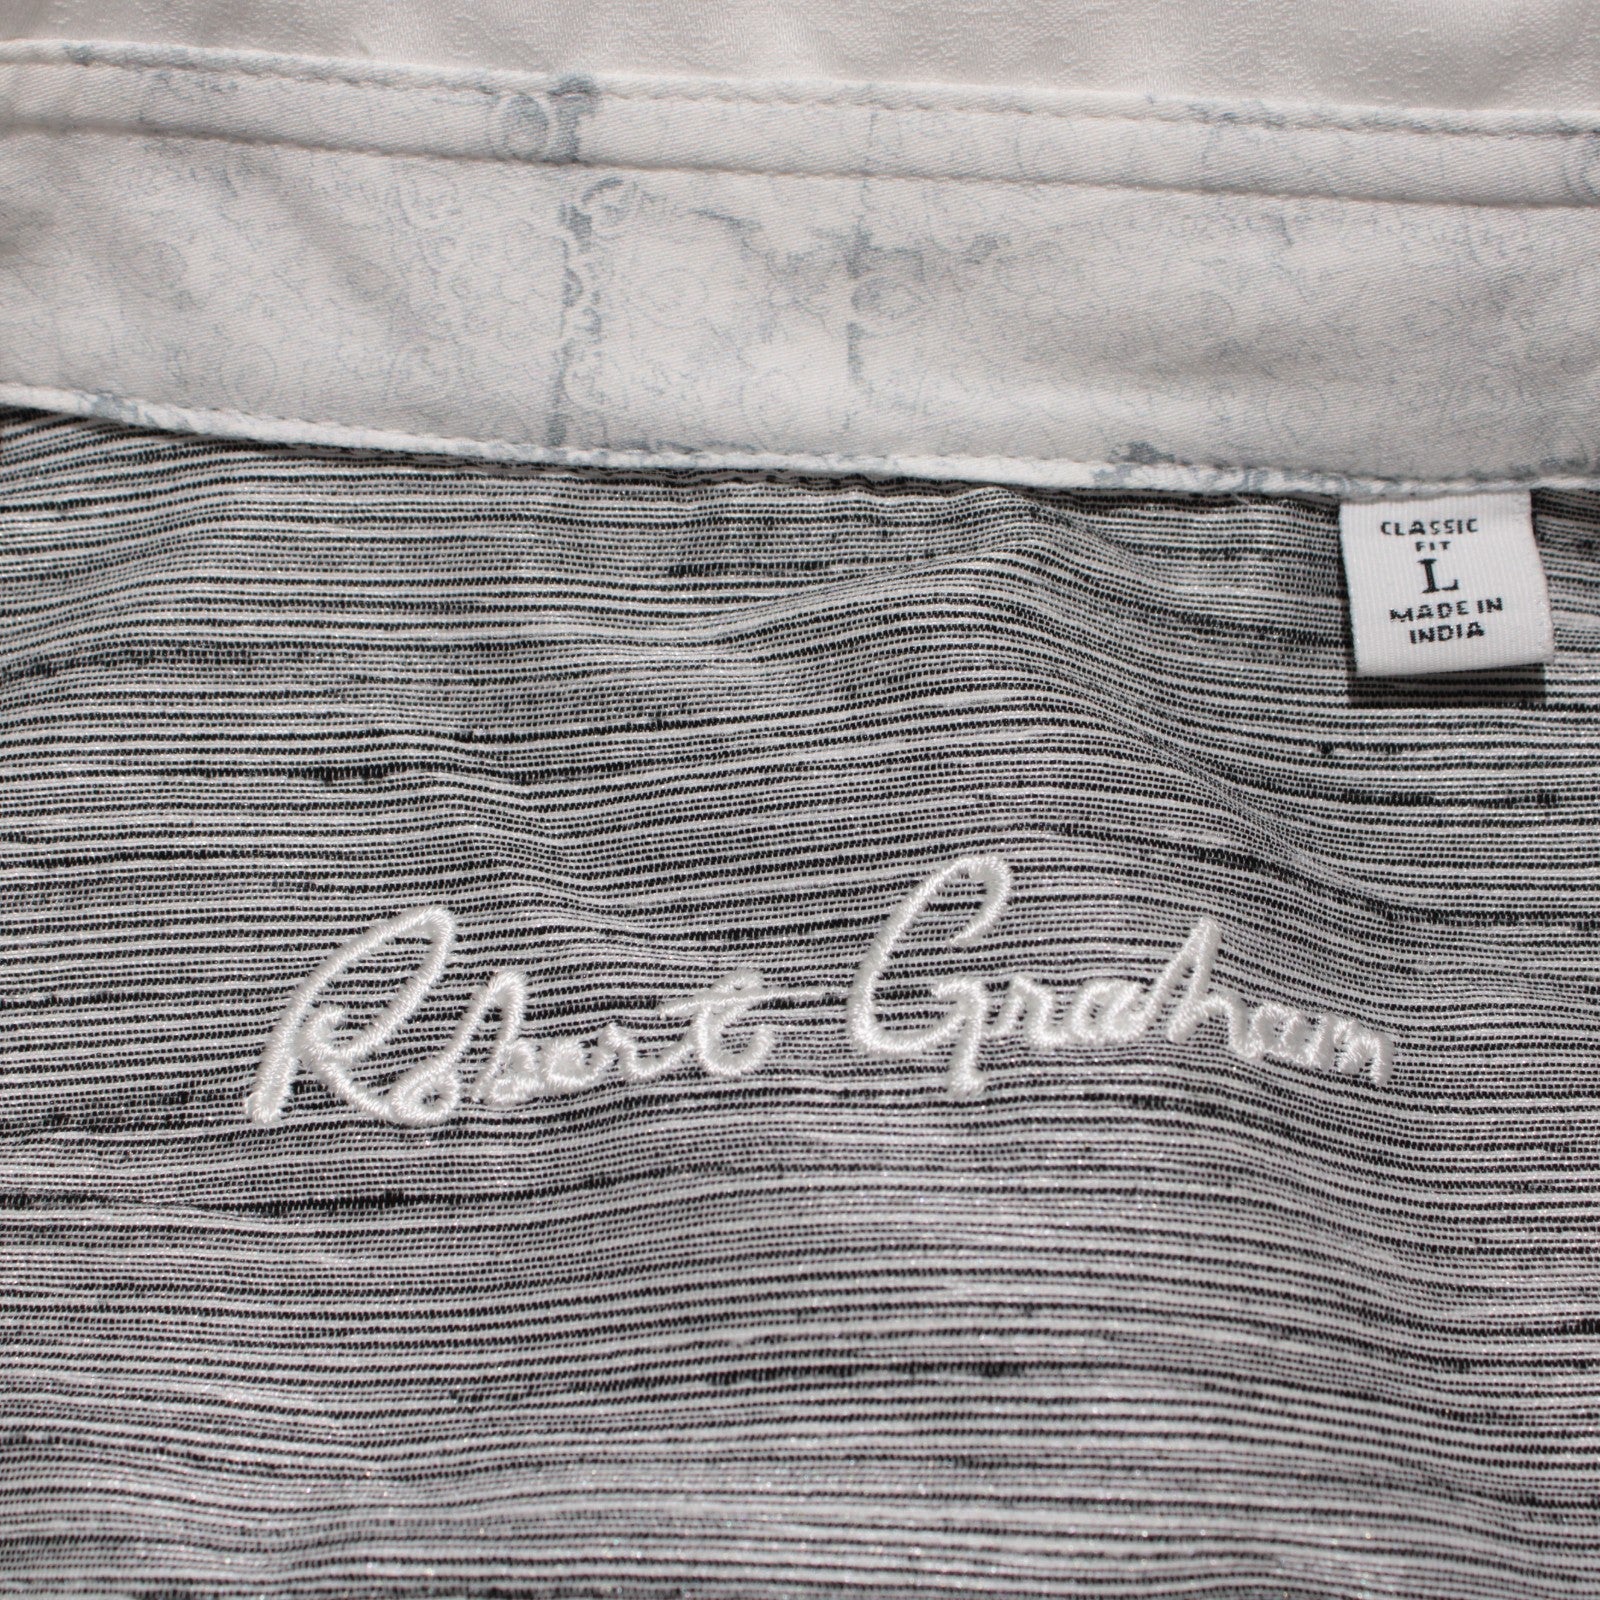 CLASSIC
FIT
L
MADE IN
INDIA
Robert Graham